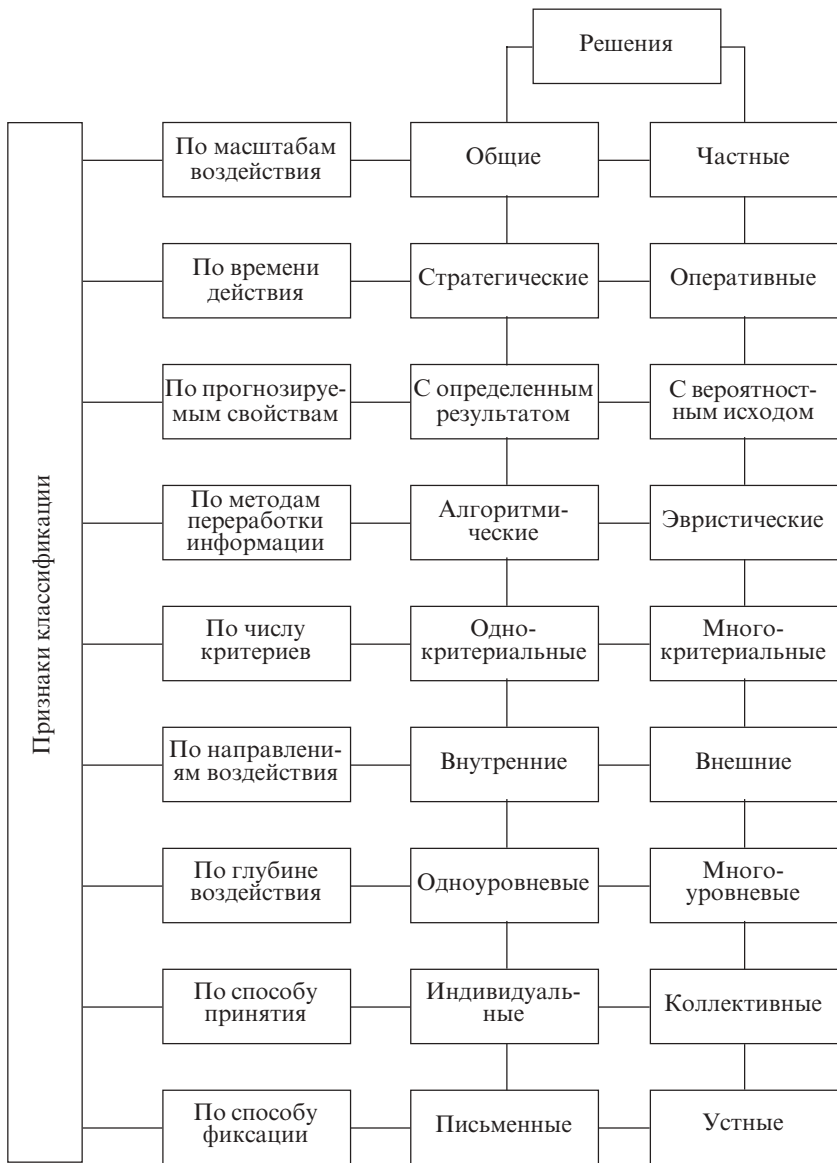 Решения
Признаки классификации
По масштабам
воздействия
Общие
Частные
По времени
действия
Стратегические
Оперативные
По прогнозируе-
мым свойствам
С определенным
результатом
С вероятност-
ным исходом
По методам
переработки
информации
Алгоритми-
ческие
Эвристические
По числу
критериев
Одно-
критериальные
Много-
критериальные
По направлени-
ям воздействия
Внутренние
Внешние
По глубине
воздействия
Одноуровневые
Много-
уровневые
По способу
принятия
Индивидуаль-
ные
Коллективные
По способу
фиксации
Письменные
Устные